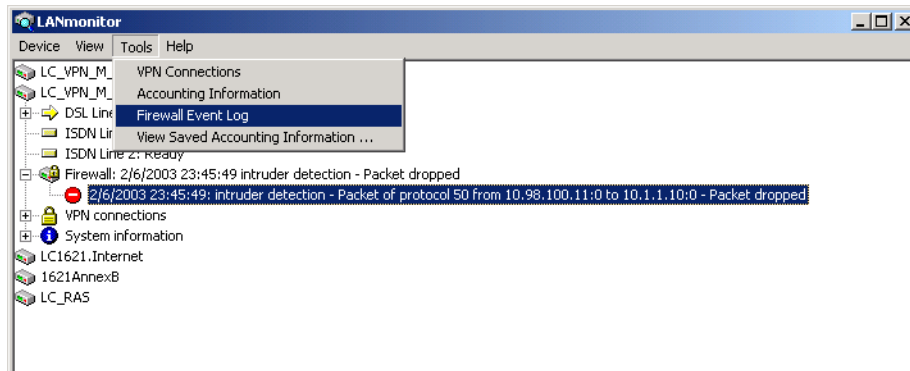 LANmonitor
Device View Tools Help
LC_VPN_M_
VPN Connections
LC_VPN_M_
Accounting Information
DSL Line
Firewall Event Log
ISDN Lin
View Saved Accounting Information ...
ISDN Line 2: Ready
Firewall: 2/6/2003 23:45:49 intruder detection - Packet dropped
2/6/2003 23:45:49: intruder detection - Packet of protocol 50 from 10.98.100.11:0 to 10.1.1.10:0 - Packet dropped
VPN connections
System information
LC1621.Internet
1621AnnexB
LC_RAS